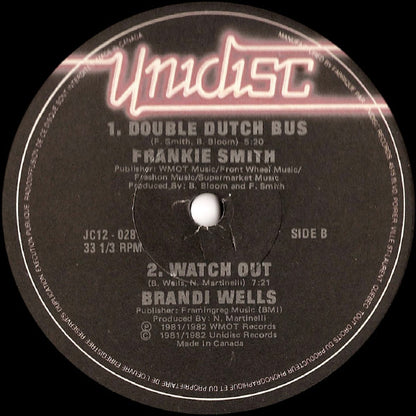 Unidisc
1. DOUBLE DUTCH BUS
(F. Smith, B. Bloom) 5:20
FRANKIE SMITH
Publisher: WMOT Music/Front Wheel Music/
Frashon Music/Supermarket Music
Produced By: B. Bloom and F. Smith
JC12 - 028
33 1/3 RPM
SIDE B
2. WATCH OUT
(B. Wells, N. Martinelli) 7:21
BRANDI WELLS
Publisher: Framingreg Music (BMI)
Produced By: N. Martinelli
℗ 1981/1982 WMOT Records
© 1981/1982 Unidisc Records
Made In Canada